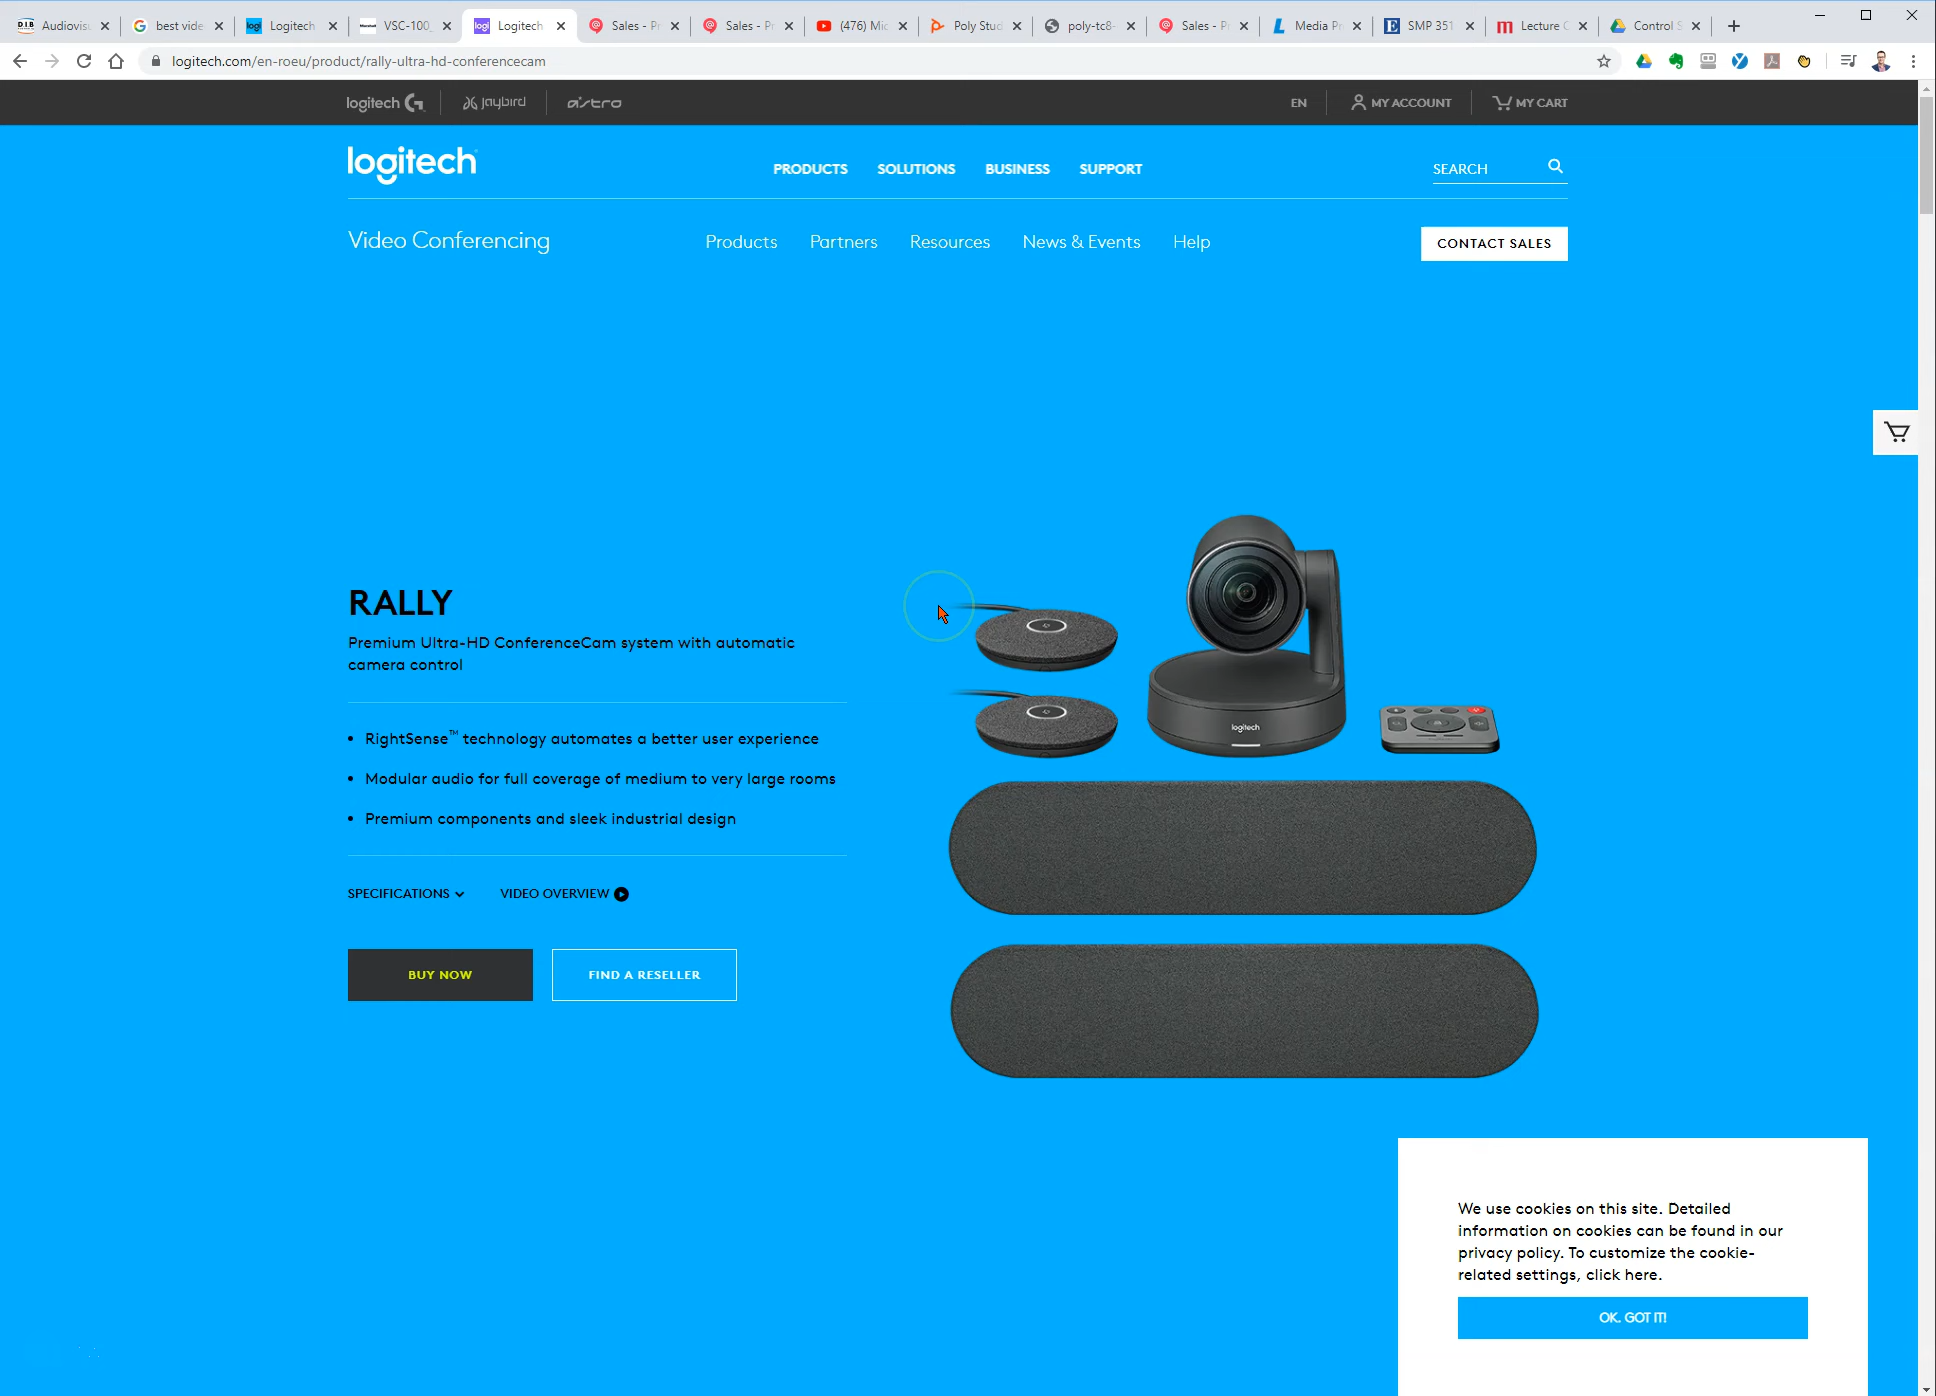 Audiovis
best vide
Logitech
VSC-100_
Logitech
Sales - Pr
Sales - Pr
(476) Mic
Poly Stud
poly-tc8-
Sales - Pr
Media Pr
SMP 351
Lecture C
Control S
logitech.com/en-roeu/product/rally-ultra-hd-conferencecam
logitech G
Jaybird
ASTRO
EN
MY ACCOUNT
MY CART
logitech
PRODUCTS
SOLUTIONS
BUSINESS
SUPPORT
SEARCH
Video Conferencing
Products
Partners
Resources
News & Events
Help
CONTACT SALES
RALLY
Premium Ultra-HD ConferenceCam system with automatic
camera control
• RightSense™ technology automates a better user experience
• Modular audio for full coverage of medium to very large rooms
• Premium components and sleek industrial design
SPECIFICATIONS
VIDEO OVERVIEW
BUY NOW
FIND A RESELLER
logitech
We use cookies on this site. Detailed
information on cookies can be found in our
privacy policy. To customize the cookie-
related settings, click here.
OK. GOT IT!